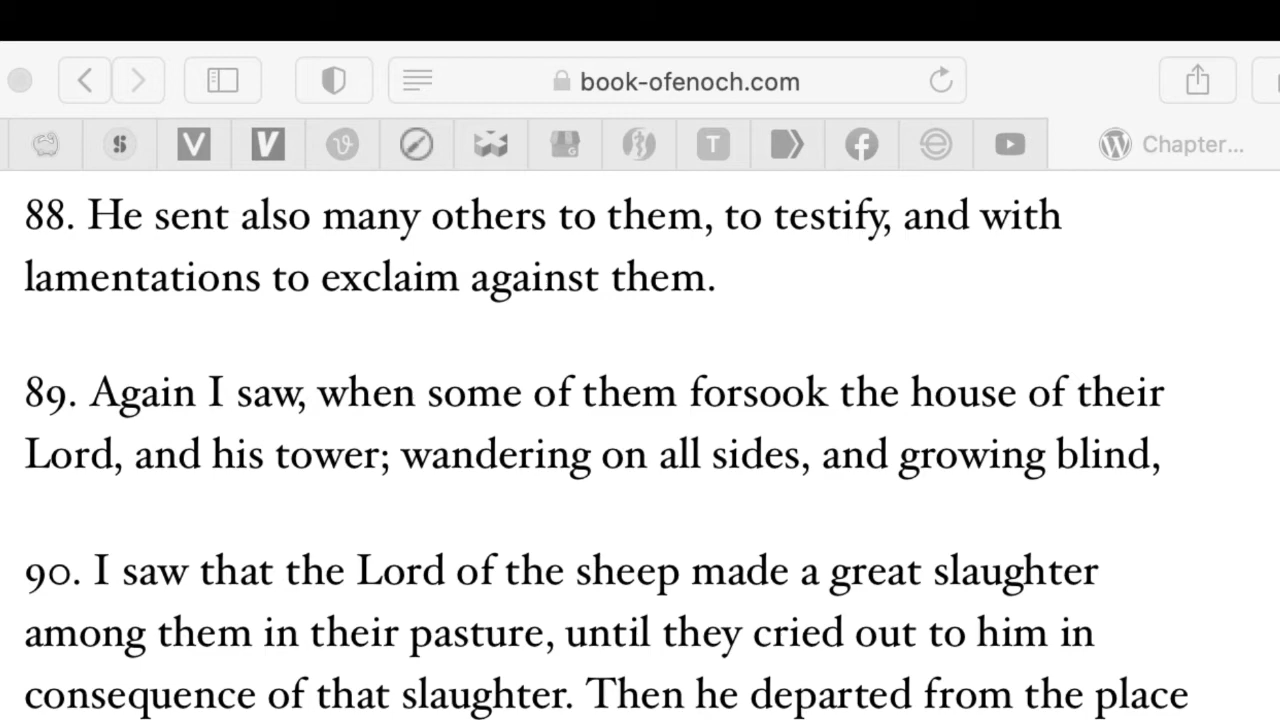 book-ofenoch.com
Chapter...
88. He sent also many others to them, to testify, and with
lamentations to exclaim against them.
89. Again I saw, when some of them forsook the house of their
Lord, and his tower; wandering on all sides, and growing blind,
90. I saw that the Lord of the sheep made a great slaughter
among them in their pasture, until they cried out to him in
consequence of that slaughter. Then he departed from the place